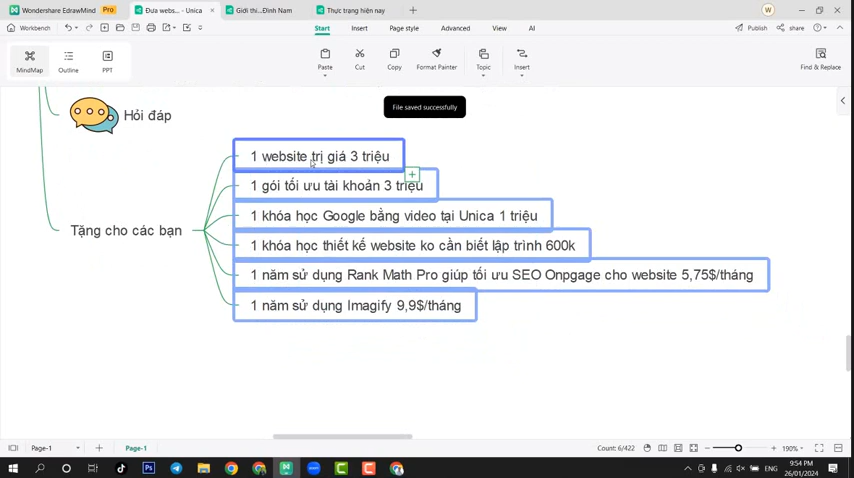 Wondershare EdrawMind Pro
Đưa webs... - Unica
Giới thi...Đình Nam
Thực trạng hiện nay
W
Workbench
Start Insert Page style Advanced View AI
Publish share
MindMap Outline PPT
Paste Cut Copy Format Painter Topic Insert
Find & Replace
File saved successfully
Hỏi đáp
1 website trị giá 3 triệu
1 gói tối ưu tài khoản 3 triệu
1 khóa học Google bằng video tại Unica 1 triệu
Tặng cho các bạn
1 khóa học thiết kế website ko cần biết lập trình 600k
1 năm sử dụng Rank Math Pro giúp tối ưu SEO Onpgage cho website 5,75$/tháng
1 năm sử dụng Imagify 9,9$/tháng
Page-1
Page-1
Count: 6/422
190%
ENG
9:54 PM
26/01/2024